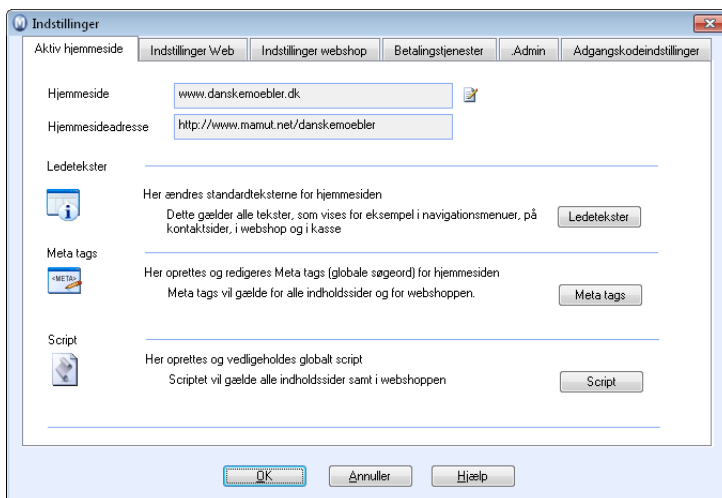 Indstillinger
Aktiv hjemmeside
Indstillinger Web
Indstillinger webshop
Betalingstjenester
.Admin
Adgangskodeindstillinger
Hjemmeside
www.danskemoebler.dk
Hjemmesideadresse
http://www.mamut.net/danskemoebler
Ledetekster
Her ændres standardteksterne for hjemmesiden
Dette gælder alle tekster, som vises for eksempel i navigationsmenuer, på
kontaktsider, i webshop og i kasse
Ledetekster
Meta tags
<META>
Her oprettes og redigeres Meta tags (globale søgeord) for hjemmesiden
Meta tags vil gælde for alle indholdssider og for webshoppen.
Meta tags
Script
Her oprettes og vedligeholdes globalt script
Scriptet vil gælde alle indholdssider samt i webshoppen
Script
OK
Annuller
Hjælp